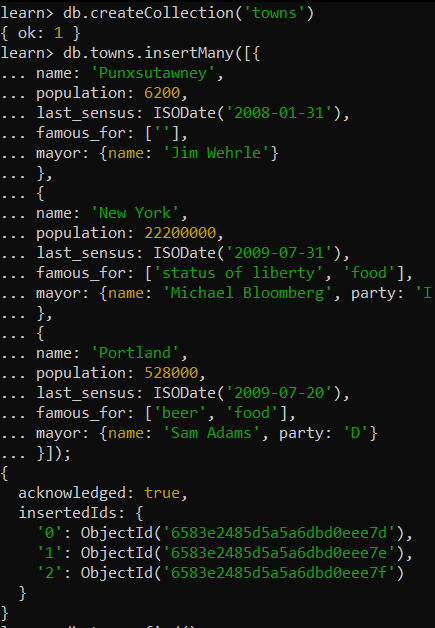 learn> db.createCollection('towns')
{ ok: 1 }
learn> db.towns.insertMany([{
... name: 'Punxsutawney',
... population: 6200,
... last_sensus: ISODate('2008-01-31'),
... famous_for: [''],
... mayor: {name: 'Jim Wehrle'}
... },
... {
... name: 'New York',
... population: 22200000,
... last_sensus: ISODate('2009-07-31'),
... famous_for: ['status of liberty', 'food'],
... mayor: {name: 'Michael Bloomberg', party: 'I
... },
... {
... name: 'Portland',
... population: 528000,
... last_sensus: ISODate('2009-07-20'),
... famous_for: ['beer', 'food'],
... mayor: {name: 'Sam Adams', party: 'D'}
... }]);
{
  acknowledged: true,
  insertedIds: {
    '0': ObjectId('6583e2485d5a5a6dbd0eee7d'),
    '1': ObjectId('6583e2485d5a5a6dbd0eee7e'),
    '2': ObjectId('6583e2485d5a5a6dbd0eee7f')
  }
}